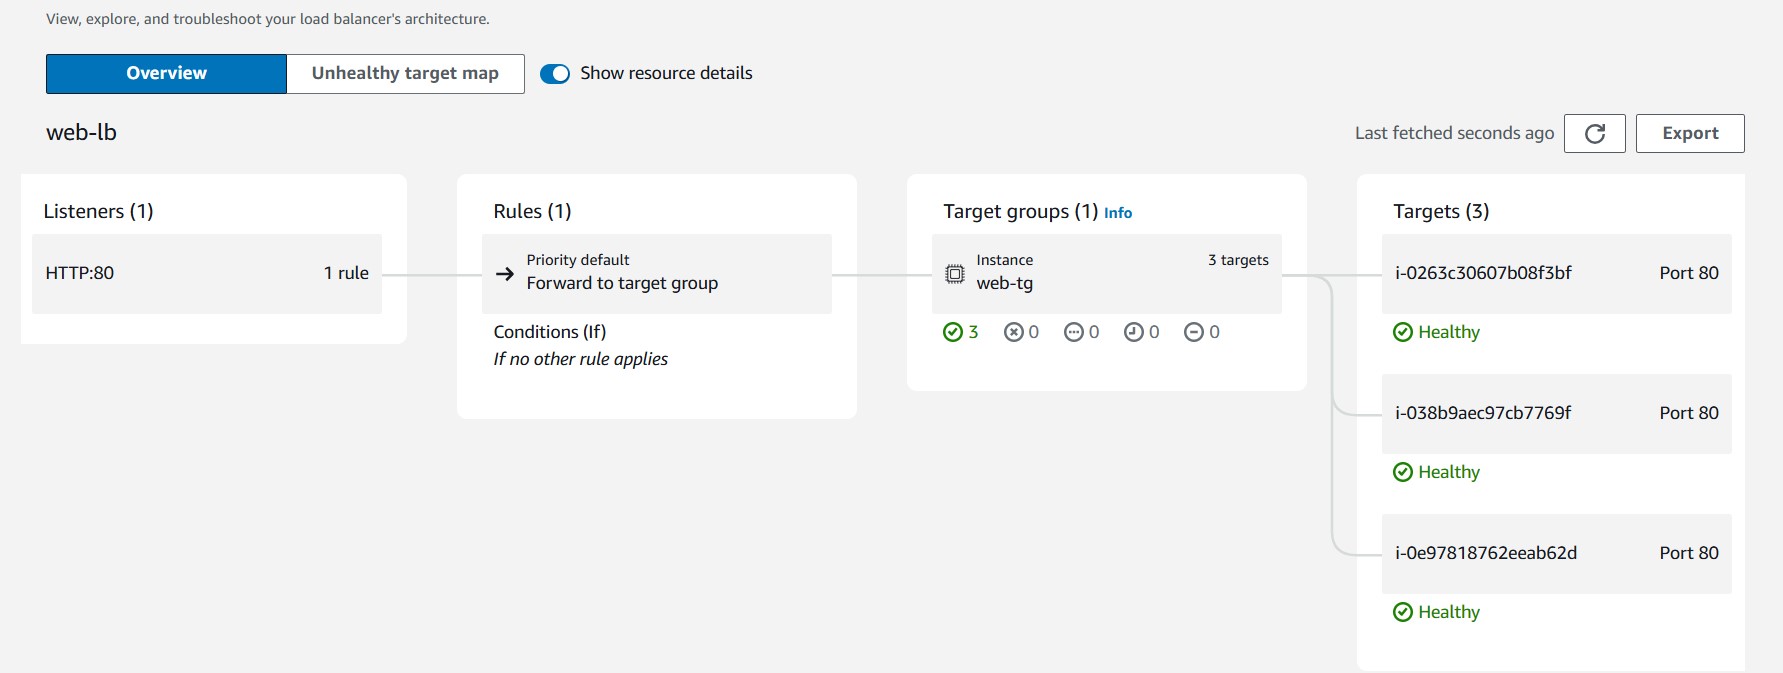 View, explore, and troubleshoot your load balancer's architecture.
Overview
Unhealthy target map
Show resource details
web-lb
Last fetched seconds ago
Export
Listeners (1)
HTTP:80
1 rule
Rules (1)
Priority default
Forward to target group
Conditions (If)
If no other rule applies
Target groups (1) Info
Instance
3 targets
web-tg
3 0 0 0 0
Targets (3)
i-0263c30607b08f3bf Port 80
Healthy
i-038b9aec97cb7769f Port 80
Healthy
i-0e97818762eeab62d Port 80
Healthy